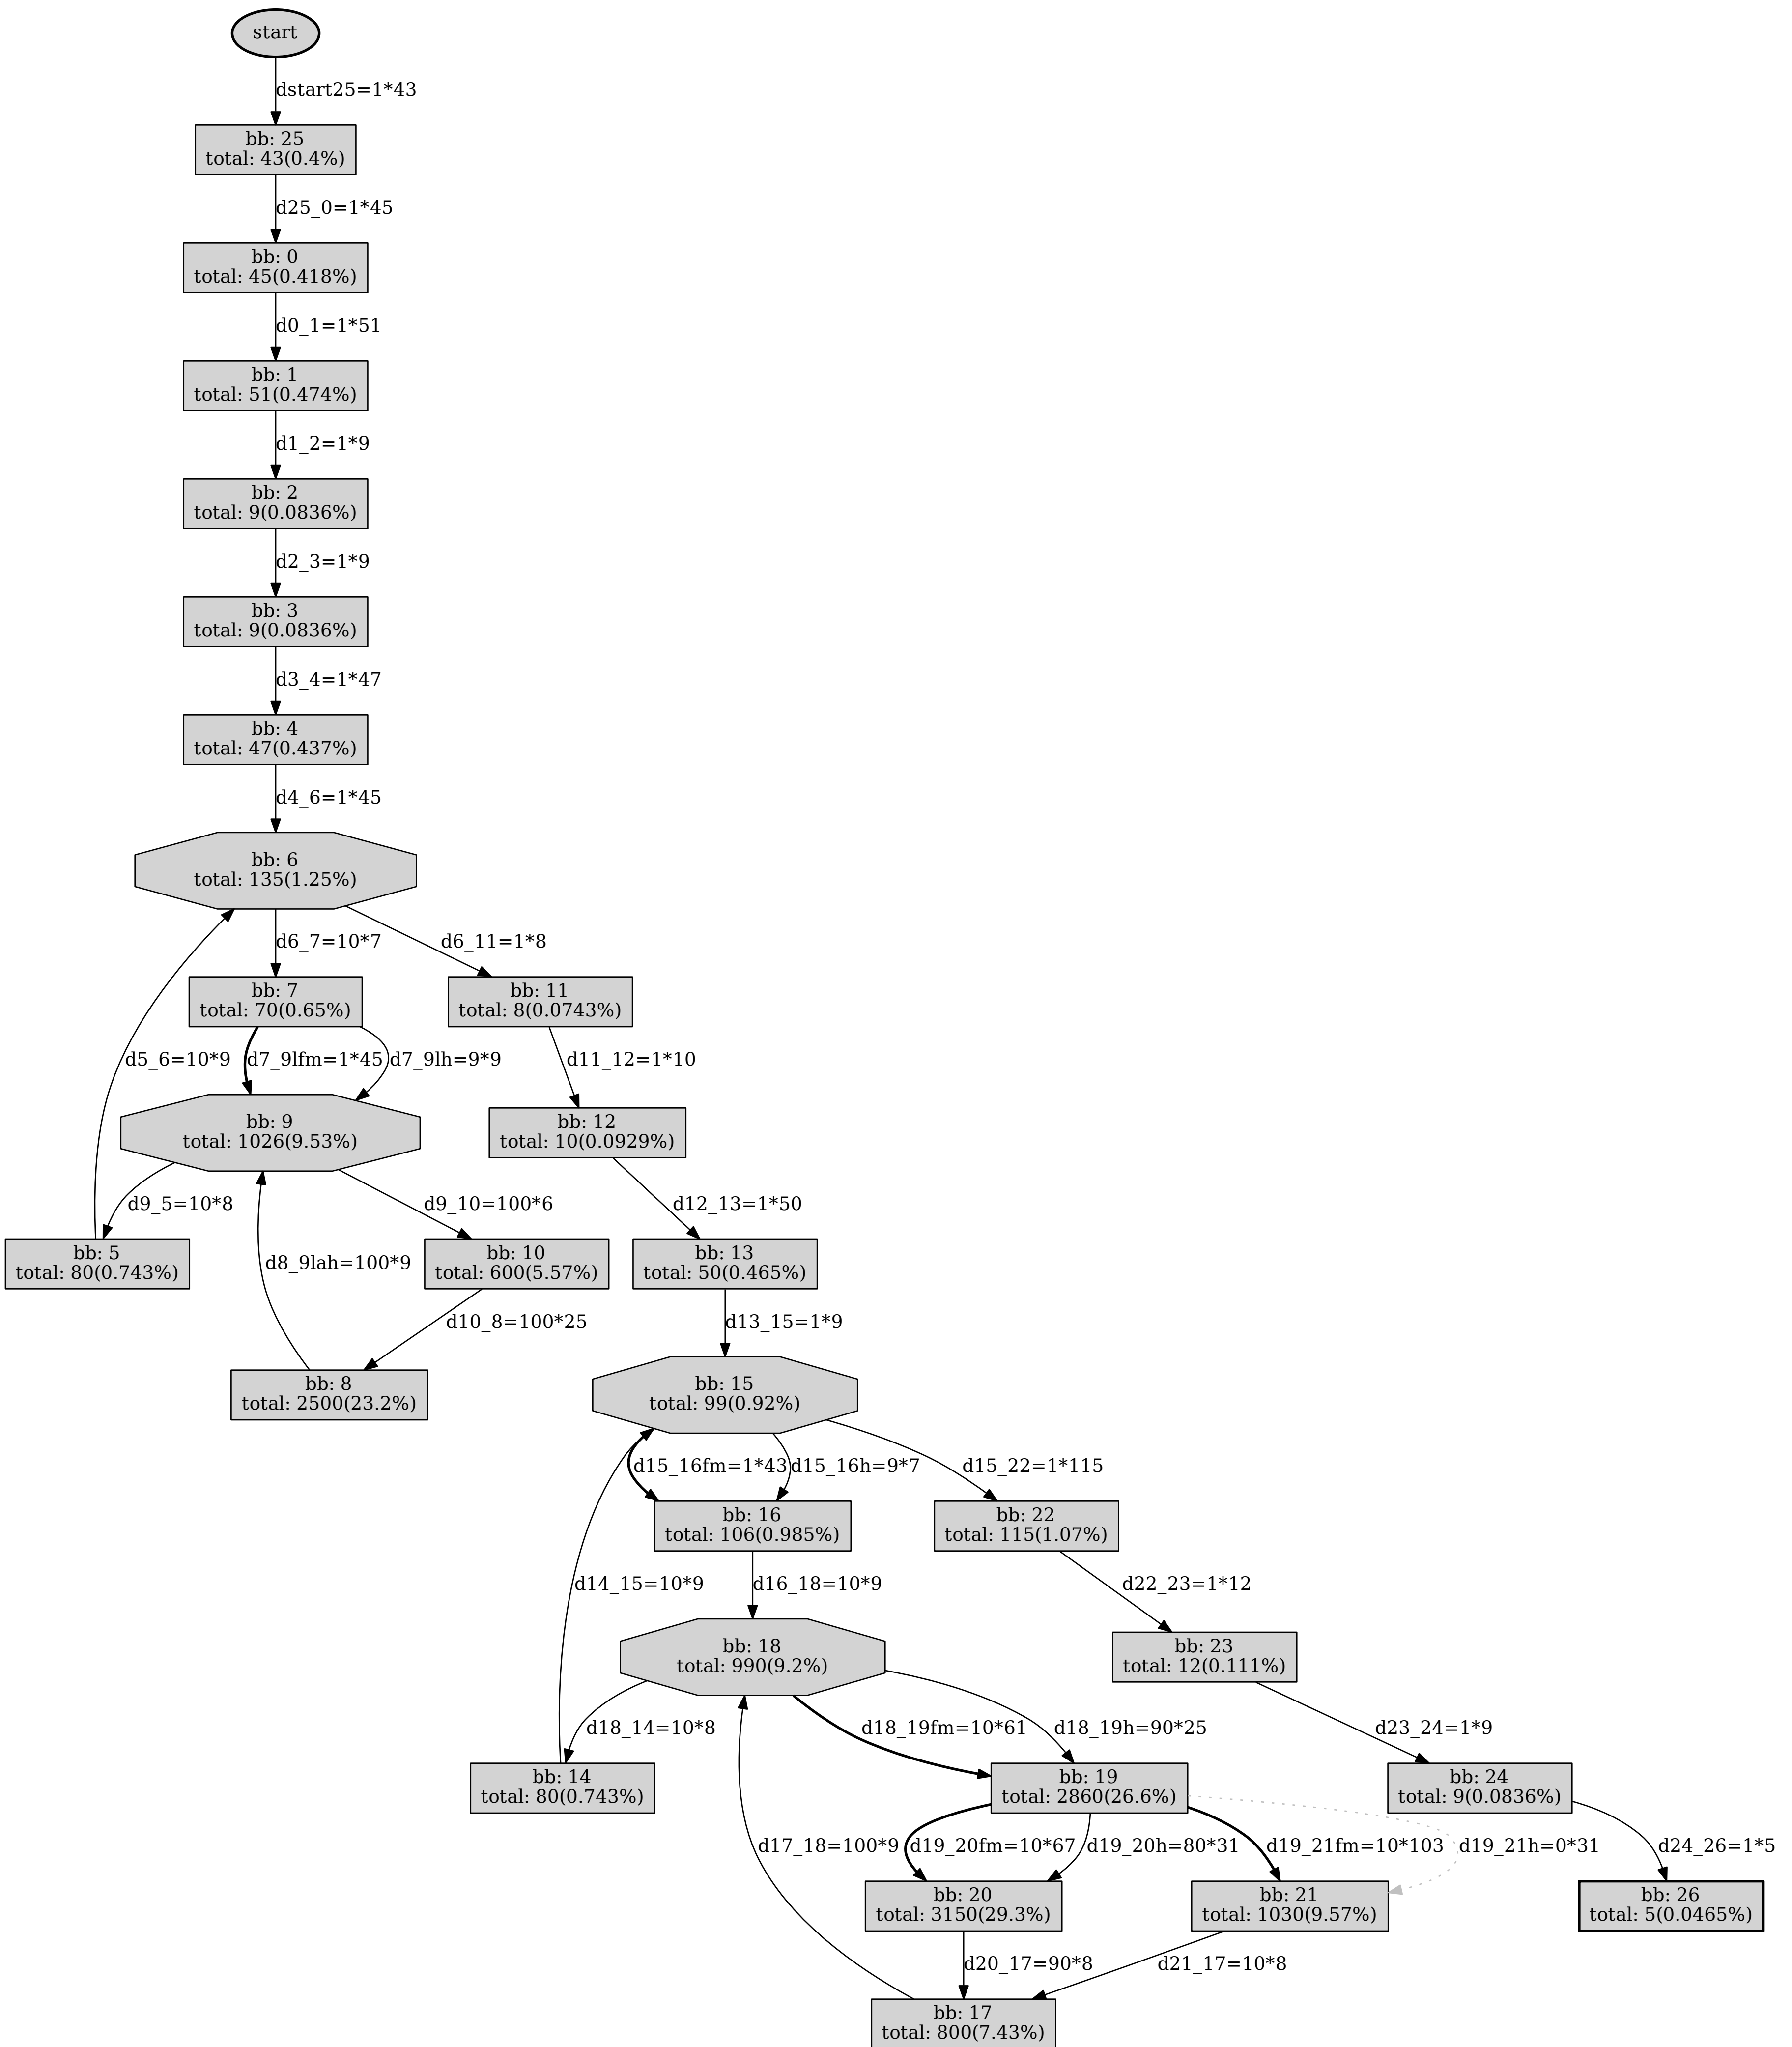 start
dstart25=1*43
bb: 25
total: 43(0.4%)
d25_0=1*45
bb: 0
total: 45(0.418%)
d0_1=1*51
bb: 1
total: 51(0.474%)
d1_2=1*9
bb: 2
total: 9(0.0836%)
d2_3=1*9
bb: 3
total: 9(0.0836%)
d3_4=1*47
bb: 4
total: 47(0.437%)
d4_6=1*45
bb: 6
total: 135(1.25%)
d6_7=10*7
d6_11=1*8
bb: 7
total: 70(0.65%)
bb: 11
total: 8(0.0743%)
d5_6=10*9
d7_9lfm=1*45
d7_9lh=9*9
d11_12=1*10
bb: 9
total: 1026(9.53%)
bb: 12
total: 10(0.0929%)
d9_5=10*8
d9_10=100*6
d12_13=1*50
bb: 5
total: 80(0.743%)
d8_9lah=100*9
bb: 10
total: 600(5.57%)
bb: 13
total: 50(0.465%)
d10_8=100*25
d13_15=1*9
bb: 8
total: 2500(23.2%)
bb: 15
total: 99(0.92%)
d15_16fm=1*43
d15_16h=9*7
d15_22=1*115
bb: 16
total: 106(0.985%)
bb: 22
total: 115(1.07%)
d14_15=10*9
d16_18=10*9
d22_23=1*12
bb: 18
total: 990(9.2%)
bb: 23
total: 12(0.111%)
d18_14=10*8
d18_19fm=10*61
d18_19h=90*25
d23_24=1*9
bb: 14
total: 80(0.743%)
bb: 19
total: 2860(26.6%)
bb: 24
total: 9(0.0836%)
d17_18=100*9
d19_20fm=10*67
d19_20h=80*31
d19_21fm=10*103
d19_21h=0*31
d24_26=1*5
bb: 20
total: 3150(29.3%)
bb: 21
total: 1030(9.57%)
bb: 26
total: 5(0.0465%)
d20_17=90*8
d21_17=10*8
bb: 17
total: 800(7.43%)